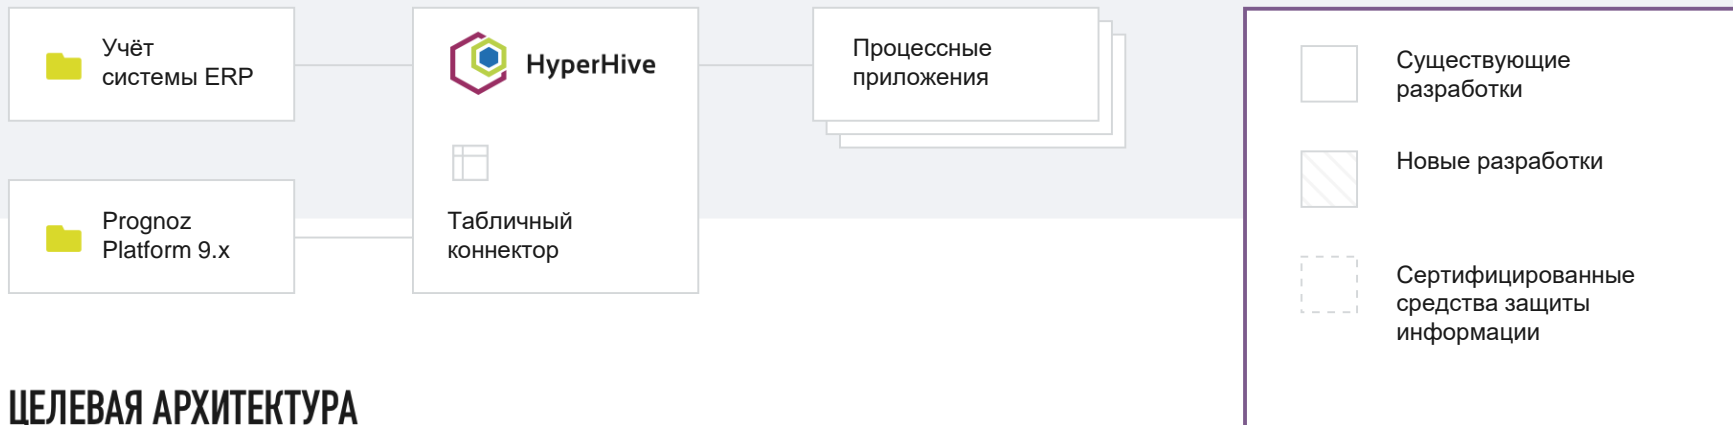 Учёт
системы ERP
HyperHive
Процессные
приложения
Prognoz
Platform 9.x
Табличный
коннектор
Существующие
разработки
Новые разработки
Сертифицированные
средства защиты
информации
ЦЕЛЕВАЯ АРХИТЕКТУРА